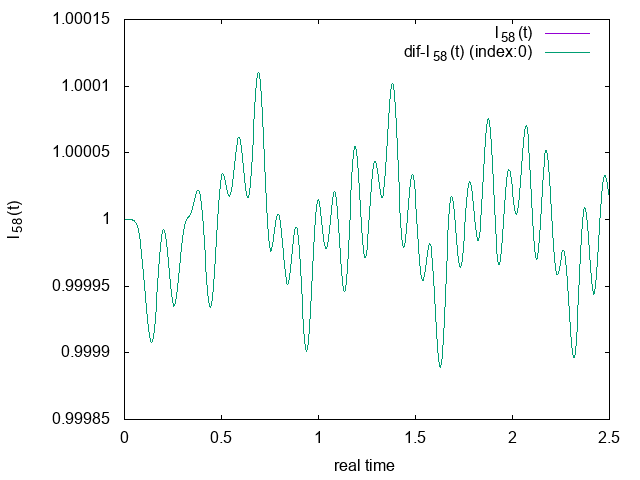 1.00015
1.0001
1.00005
1
0.99995
0.9999
0.99985
I58(t)
I58(t)
dif-I58(t) (index:0)
0 0.5 1 1.5 2 2.5
real time